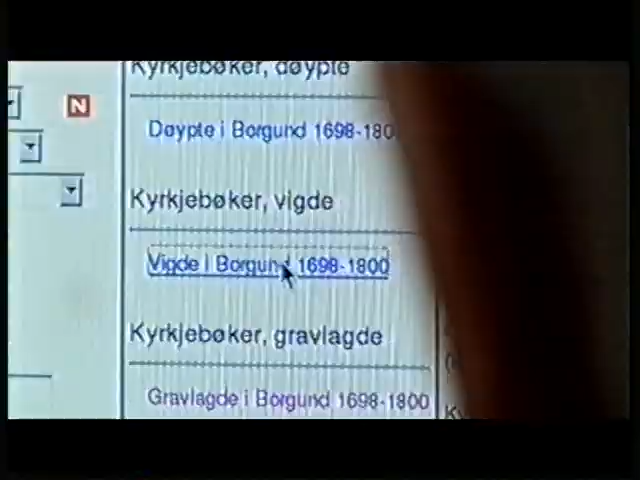 Kyrkjebøker, døypte
N
Døypte i Borgund 1698-180
Kyrkjebøker, vigde
Vigde i Borgund 1698-1800
Kyrkjebøker, gravlagde
Gravlagde i Borgund 1698-1800